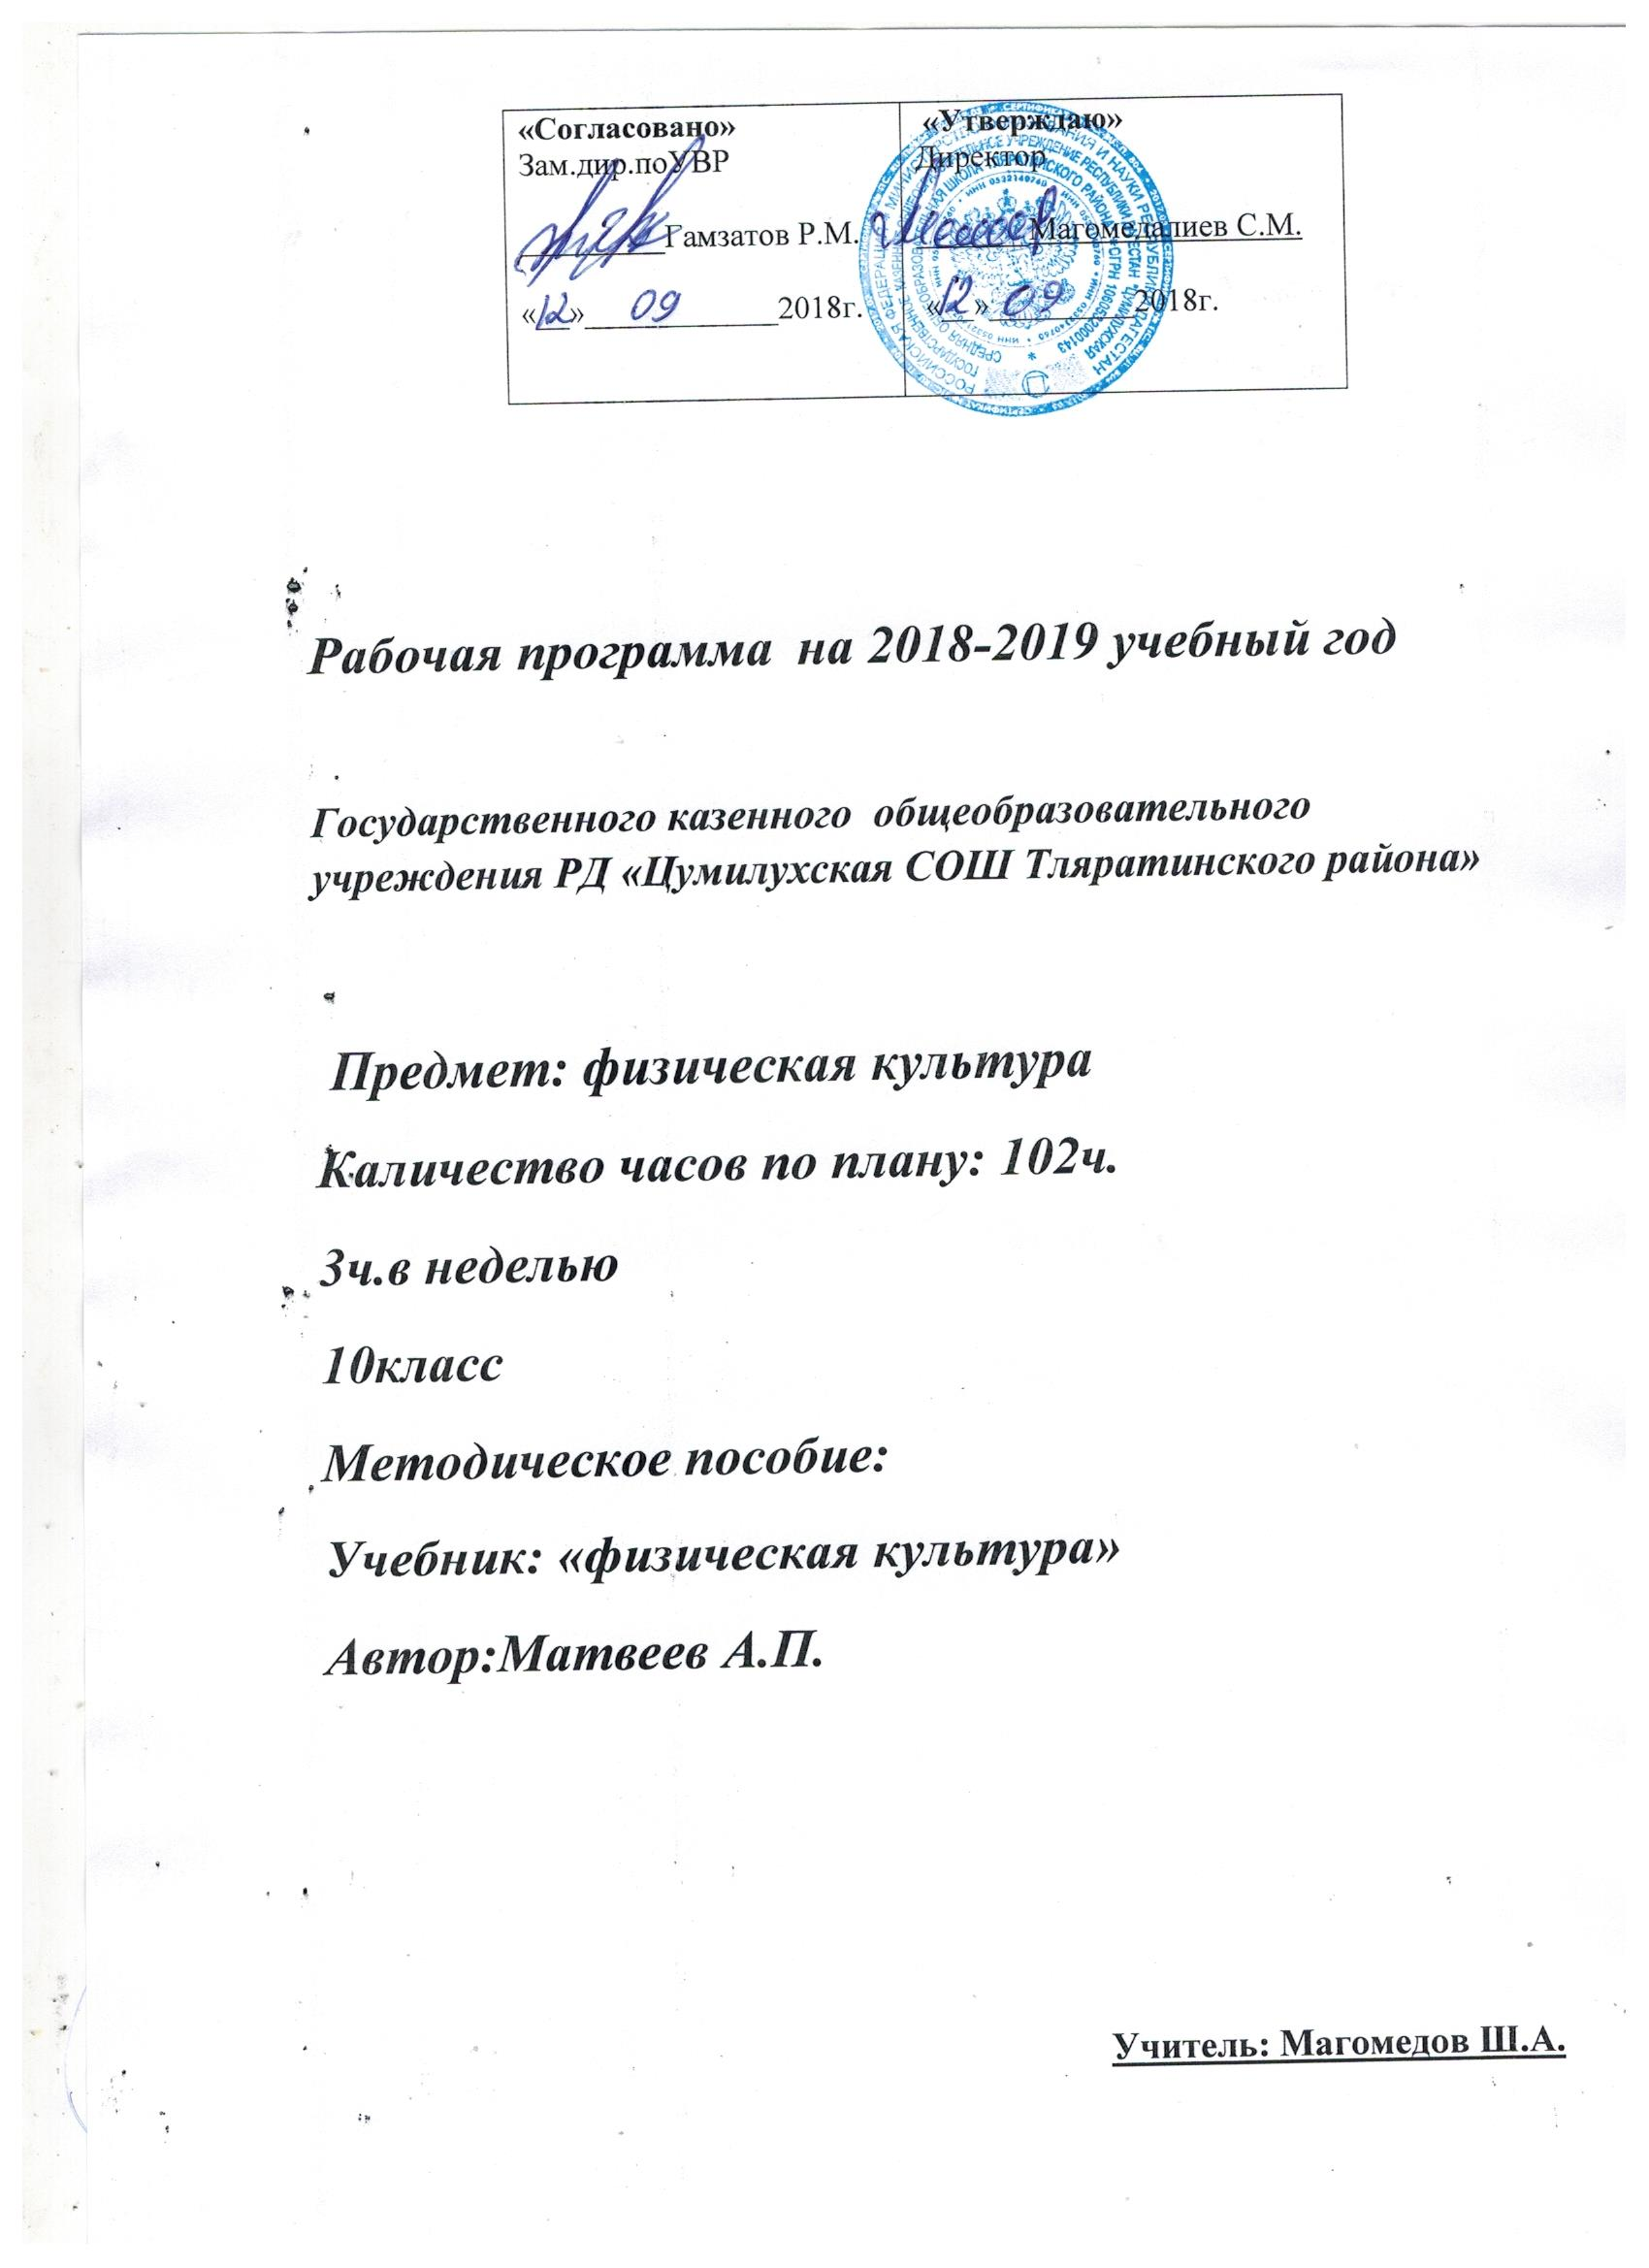 «Согласовано»
Зам.дир.поУВР
Гамзатов Р.М.
«12» 09 2018г.
«Утверждаю»
Директор
Магомедалиев С.М.
«12» 09 2018г.
Рабочая программа на 2018-2019 учебный год
Государственного казенного общеобразовательного
учреждения РД «Цумилухская СОШ Тляратинского района»
Предмет: физическая культура
Каличество часов по плану: 102ч.
3ч.в неделью
10класс
Методическое пособие:
Учебник: «физическая культура»
Автор:Матвеев А.П.
Учитель: Магомедов Ш.А.